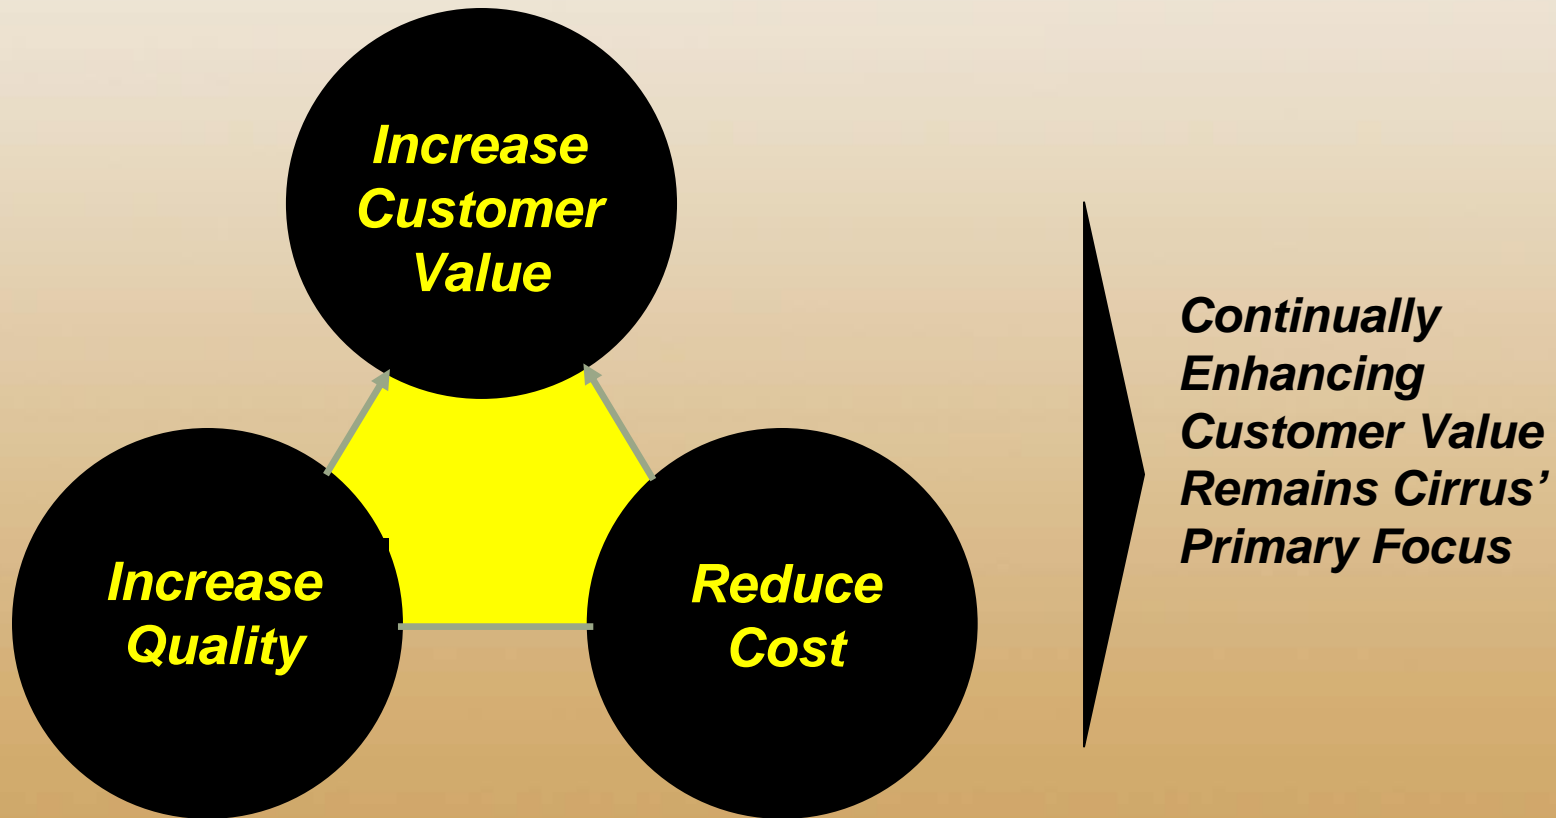 Increase
Customer
Value
Increase
Quality
Reduce
Cost
Continually
Enhancing
Customer Value
Remains Cirrus’
Primary Focus